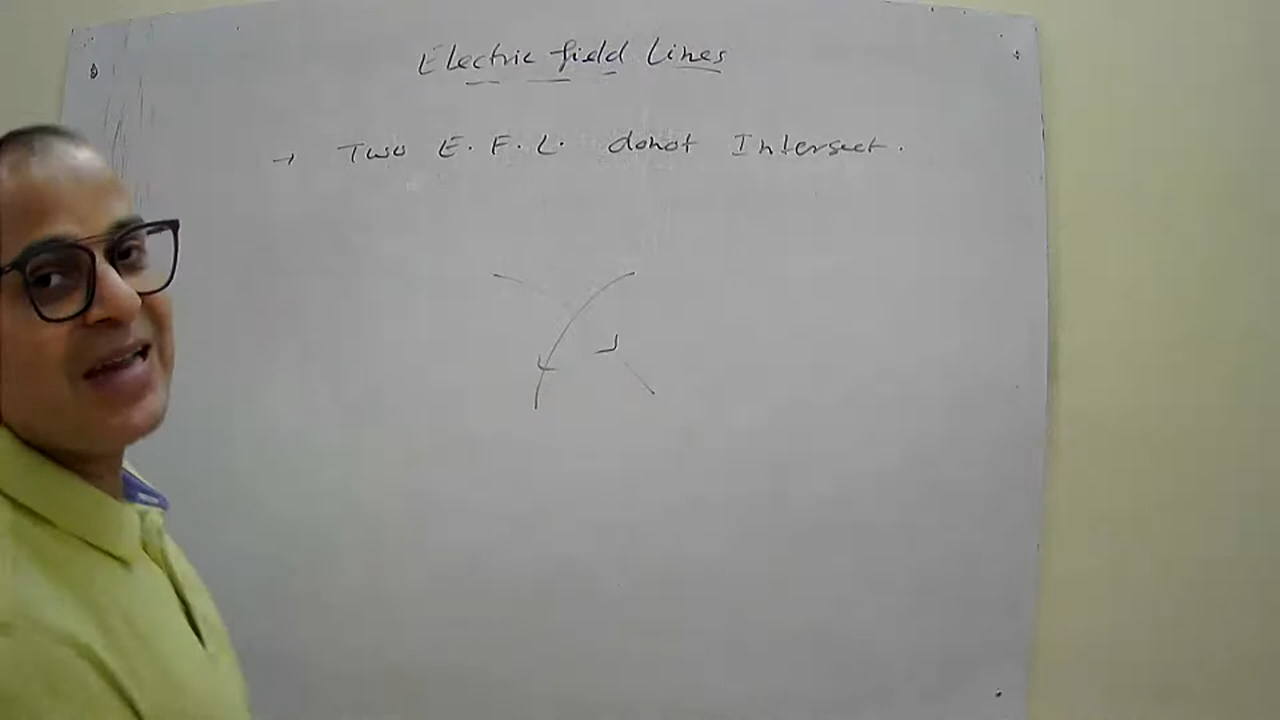 Electric field Lines
→ Two E. F. L. donot Intersect.